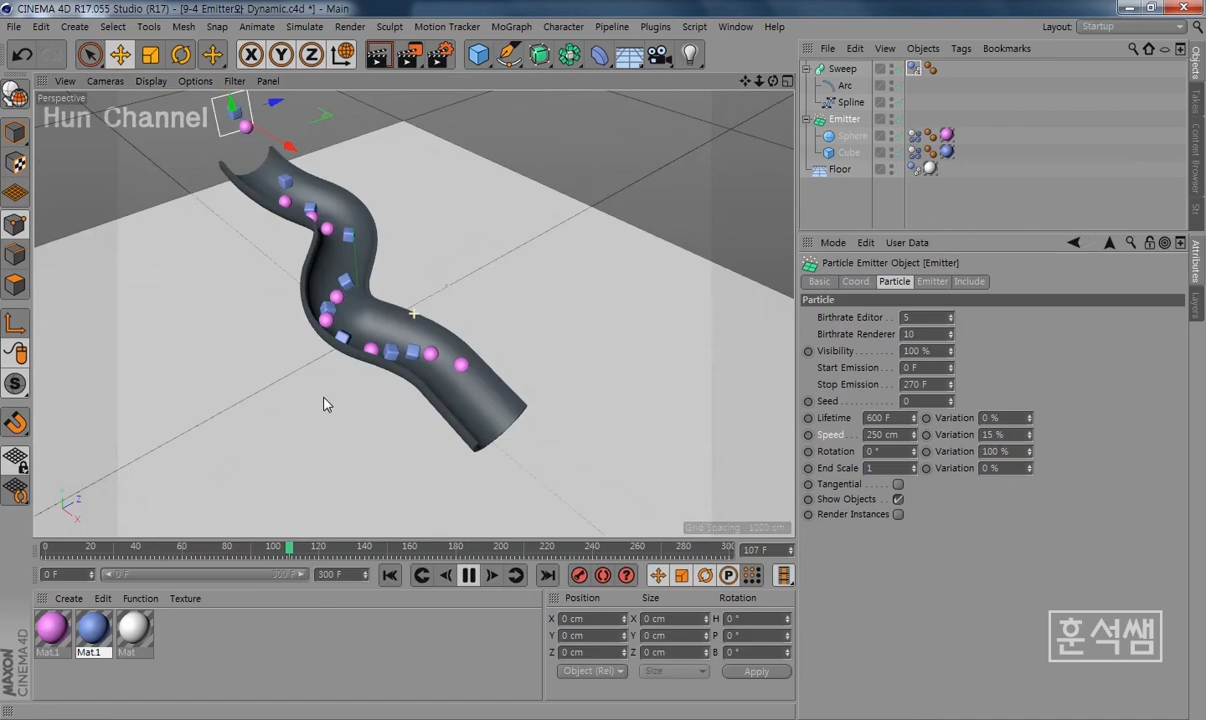 CINEMA 4D R17.055 Studio (R17) - [9-4 Emitter와 Dynamic.c4d *] - Main
File Edit Create Select Tools Mesh Snap Animate Simulate Render Sculpt Motion Tracker MoGraph Character Pipeline Plugins Script Window Help
Layout: Startup
X Y Z
File Edit View Objects Tags Bookmarks
View Cameras Display Options Filter Panel
Perspective
Hun Channel
Sweep
Arc
Spline
Emitter
Sphere
Cube
Floor
Objects
Takes
Content Browser
Str
Mode Edit User Data
Particle Emitter Object [Emitter]
Basic Coord. Particle Emitter Include
Particle
Birthrate Editor . . 5
Birthrate Renderer 10
Visibility . . . . . . . . 100 %
Start Emission 0 F
Stop Emission 270 F
Seed . . . . . . . . . . . 0
Lifetime 600 F Variation 0 %
Speed . . . 250 cm Variation 15 %
Rotation . 0 ° Variation 100 %
End Scale 1 Variation 0 %
Tangential . . . . . . .
Show Objects . .
Render Instances
Attributes
Layers
Y
Z
X
Grid Spacing : 1000 cm
0 20 40 60 80 100 120 140 160 180 200 220 240 260 280 300 107 F
0 F 0 F 300 F 300 F
P
Create Edit Function Texture
Mat.1 Mat.1 Mat
Position Size Rotation
X 0 cm X 0 cm H 0 °
Y 0 cm Y 0 cm P 0 °
Z 0 cm Z 0 cm B 0 °
Object (Rel) Size Apply
훈석쌤
MAXON CINEMA 4D